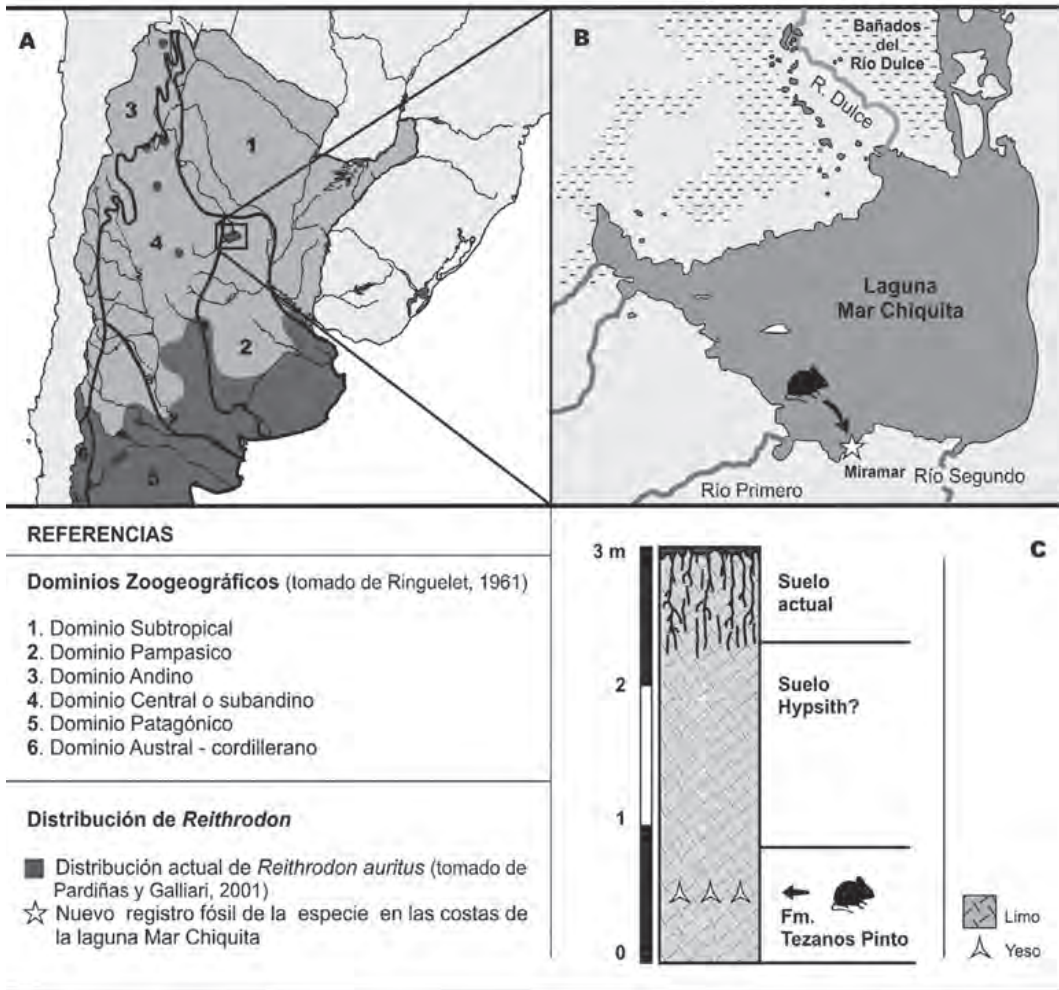 A
3
1
4
2
6
5
B
Bañados
del
Río Dulce
R. Dulce
Laguna
Mar Chiquita
Miramar
Río Segundo
Río Primero
REFERENCIAS
Dominios Zoogeográficos (tomado de Ringuelet, 1961)
1. Dominio Subtropical
2. Dominio Pampasico
3. Dominio Andino
4. Dominio Central o subandino
5. Dominio Patagónico
6. Dominio Austral - cordillerano
Distribución de Reithrodon
Distribución actual de Reithrodon auritus (tomado de
Pardiñas y Galliari, 2001)
Nuevo registro fósil de la especie en las costas de
la laguna Mar Chiquita
C
3 m
2
1
0
Suelo
actual
Suelo
Hypsith?
Fm.
Tezanos Pinto
Limo
Yeso